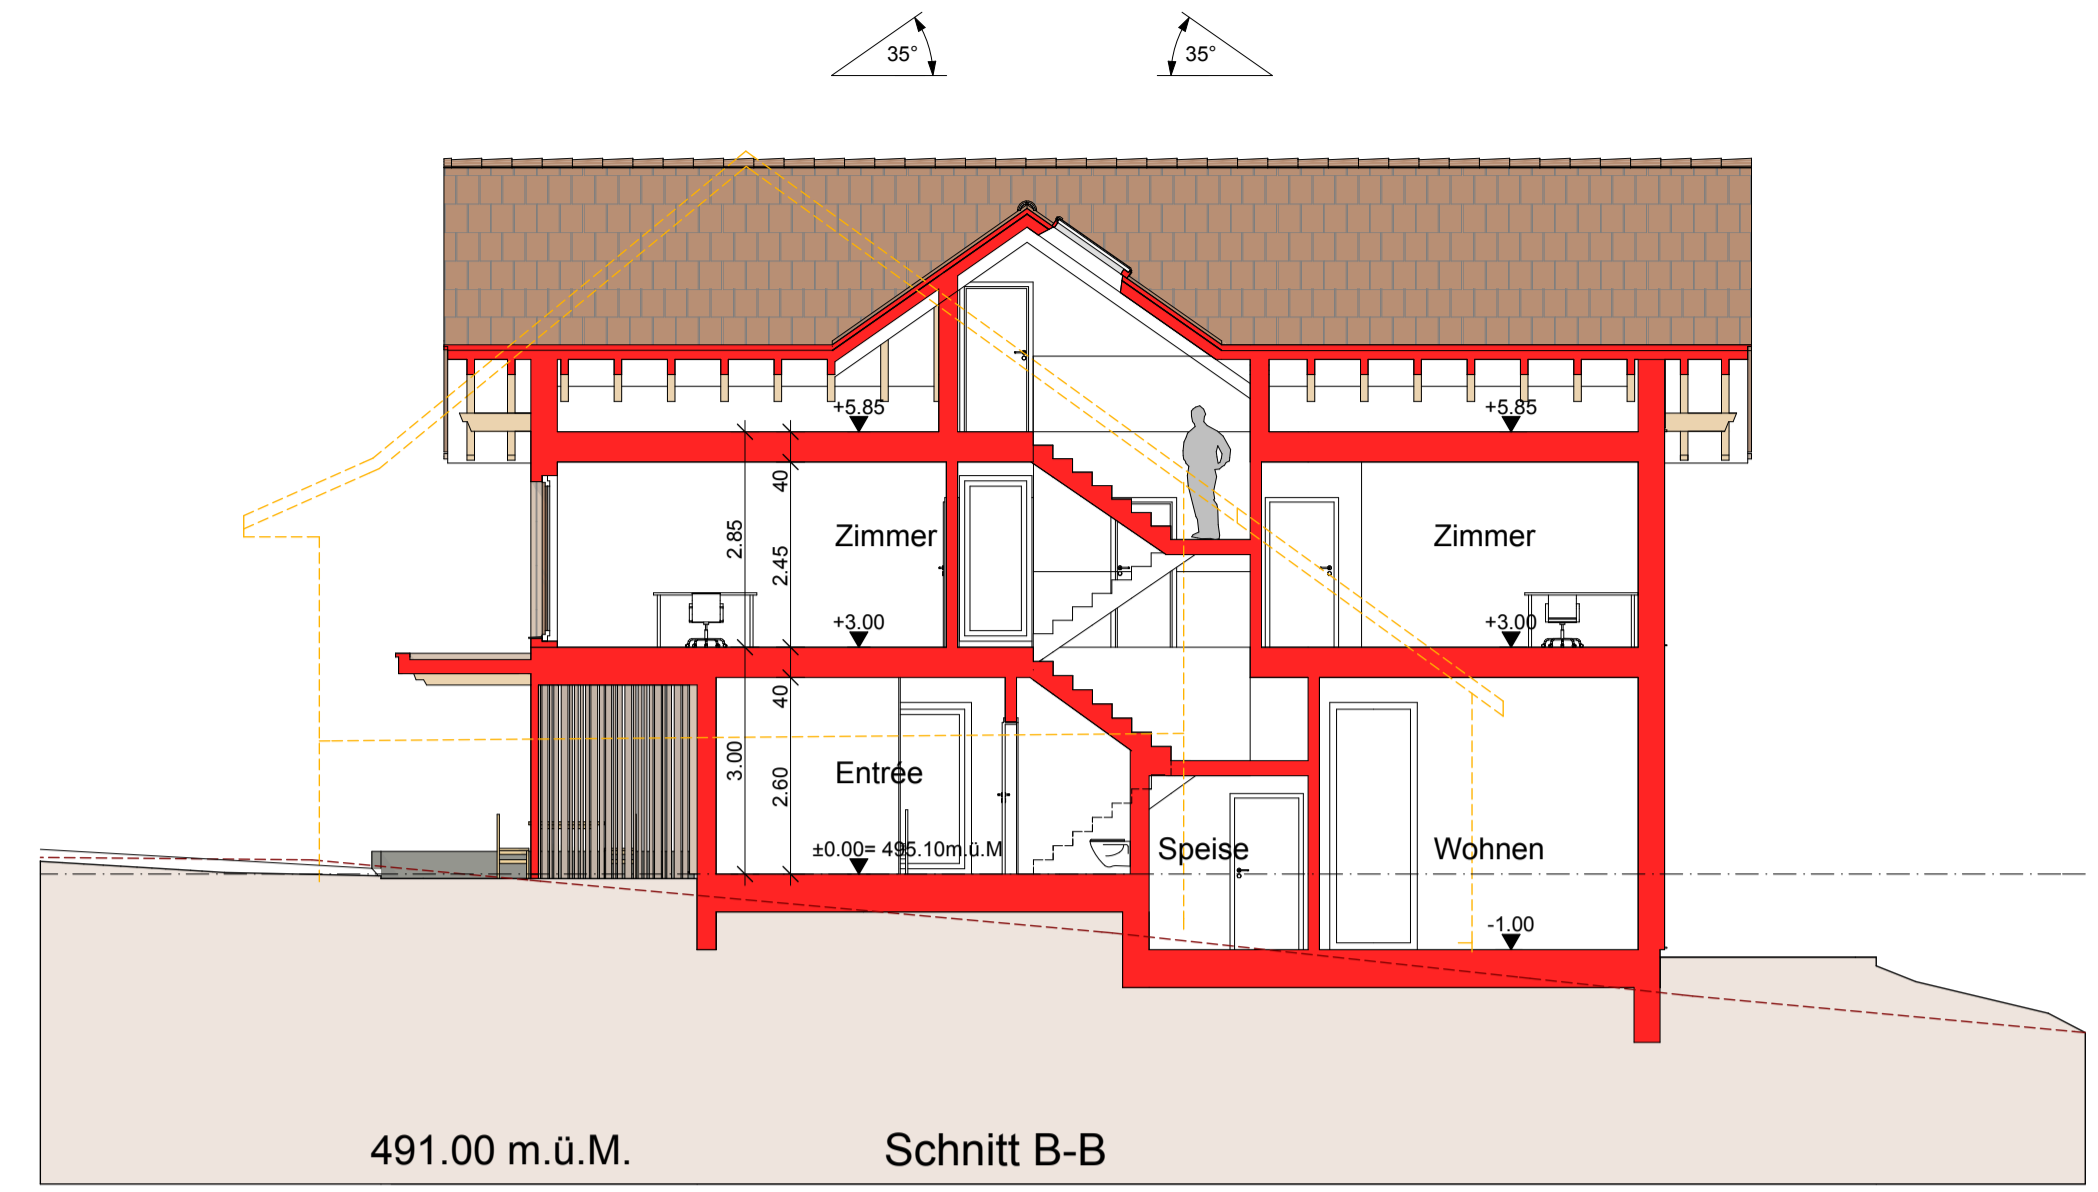 35°
35°
+5.85
+5.85
40
2.85
2.45
Zimmer
Zimmer
+3.00
+3.00
40
3.00
2.60
Entrée
±0.00= 495.10m.ü.M
Speise
Wohnen
-1.00
491.00 m.ü.M.
Schnitt B-B